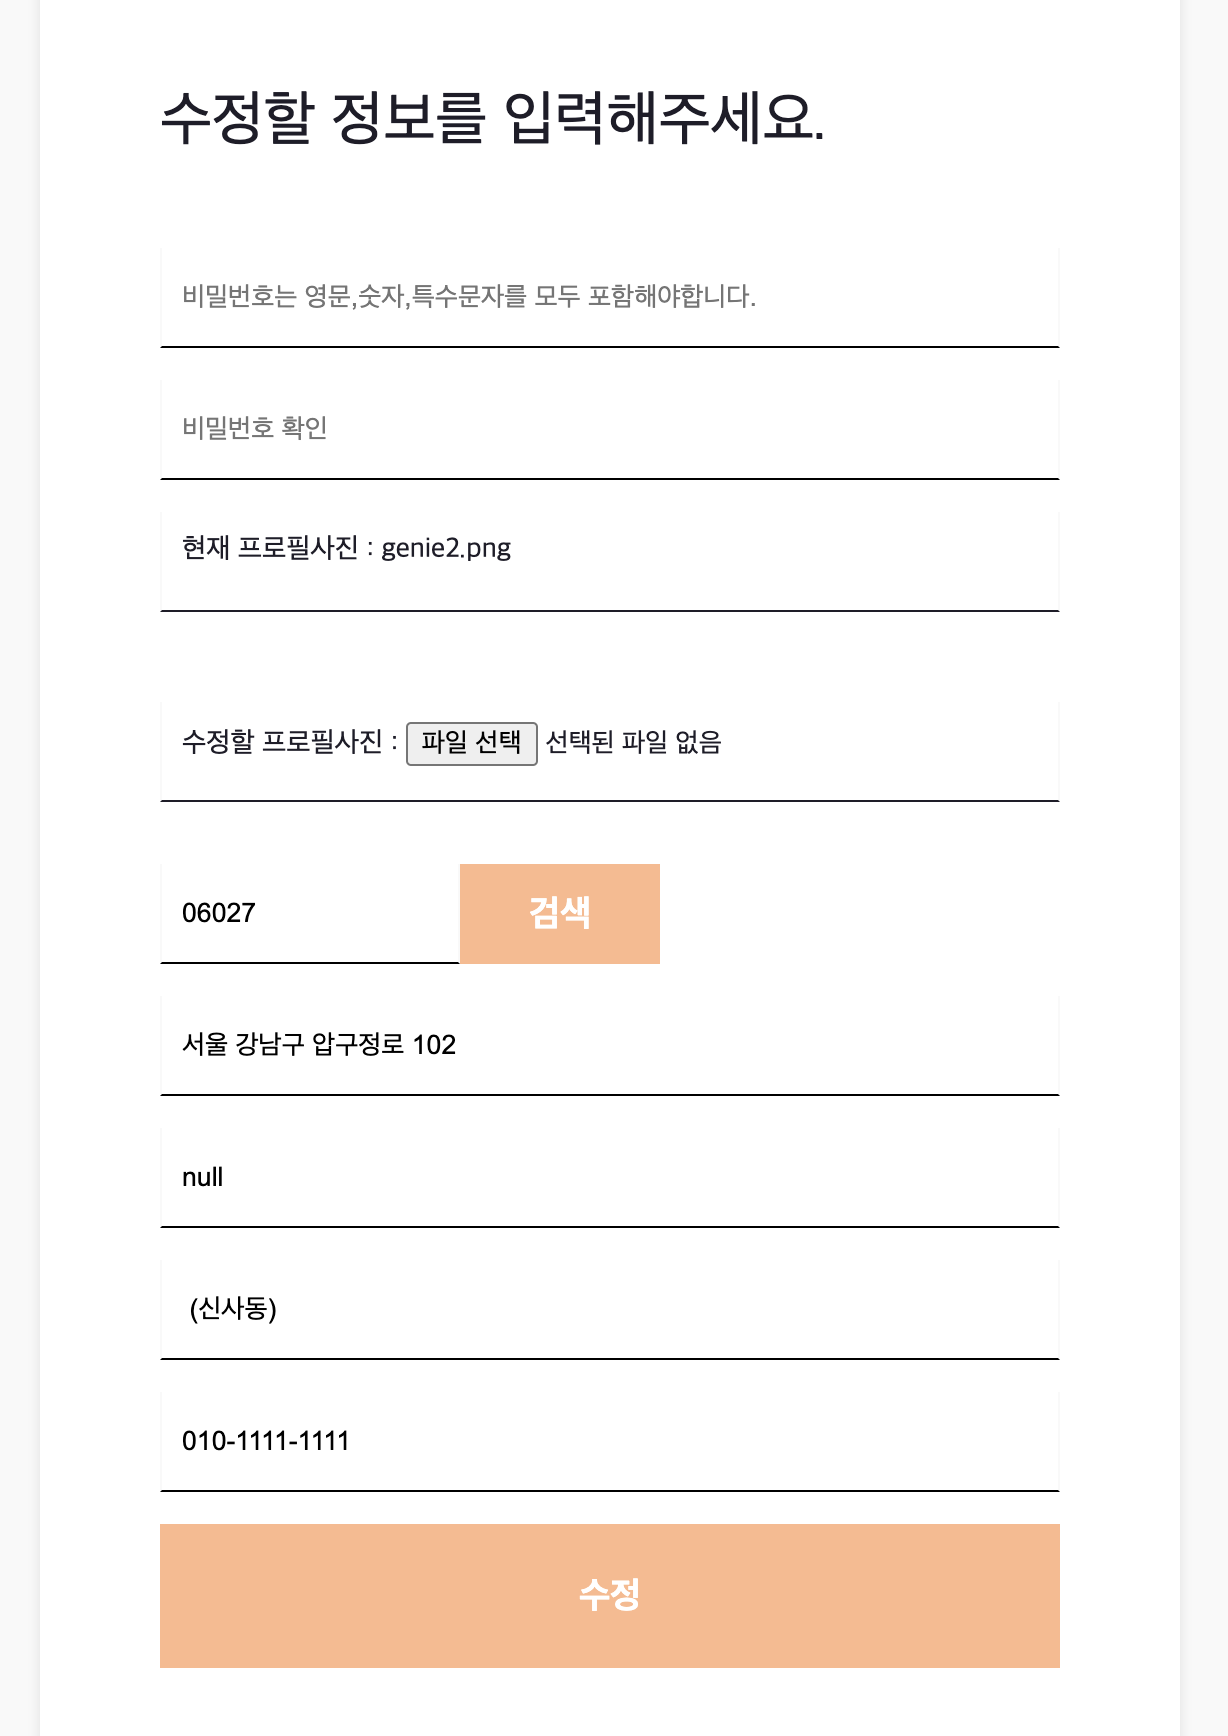 수정할 정보를 입력해주세요.
비밀번호는 영문,숫자,특수문자를 모두 포함해야합니다.
비밀번호 확인
현재 프로필사진 : genie2.png
수정할 프로필사진 : 파일 선택 선택된 파일 없음
06027 검색
서울 강남구 압구정로 102
null
(신사동)
010-1111-1111
수정